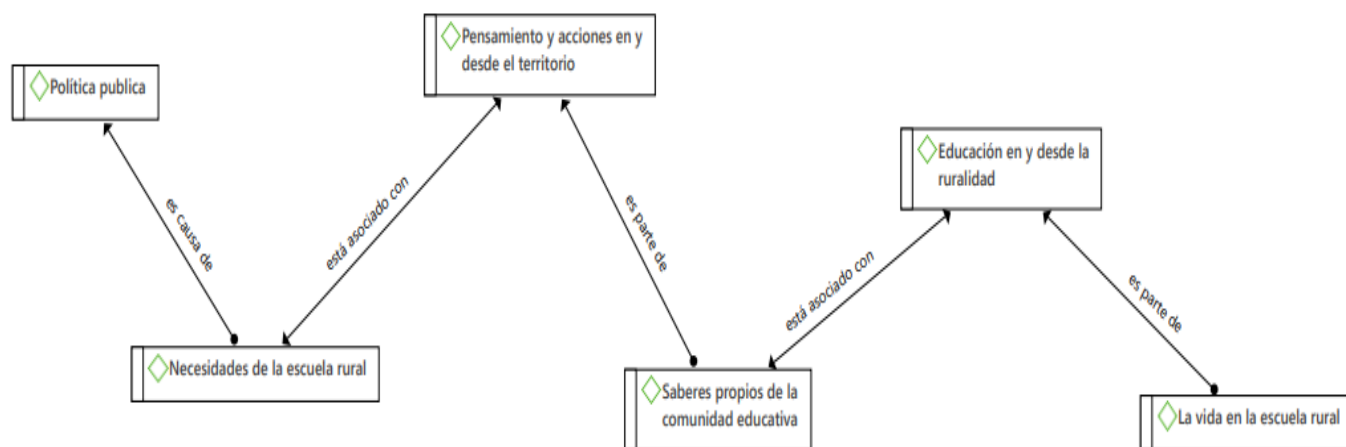 Pensamiento y acciones en y
desde el territorio
Política publica
Educación en y desde la
ruralidad
es causa de
está asociado con
es parte de
está asociado con
es parte de
Necesidades de la escuela rural
Saberes propios de la
comunidad educativa
La vida en la escuela rural